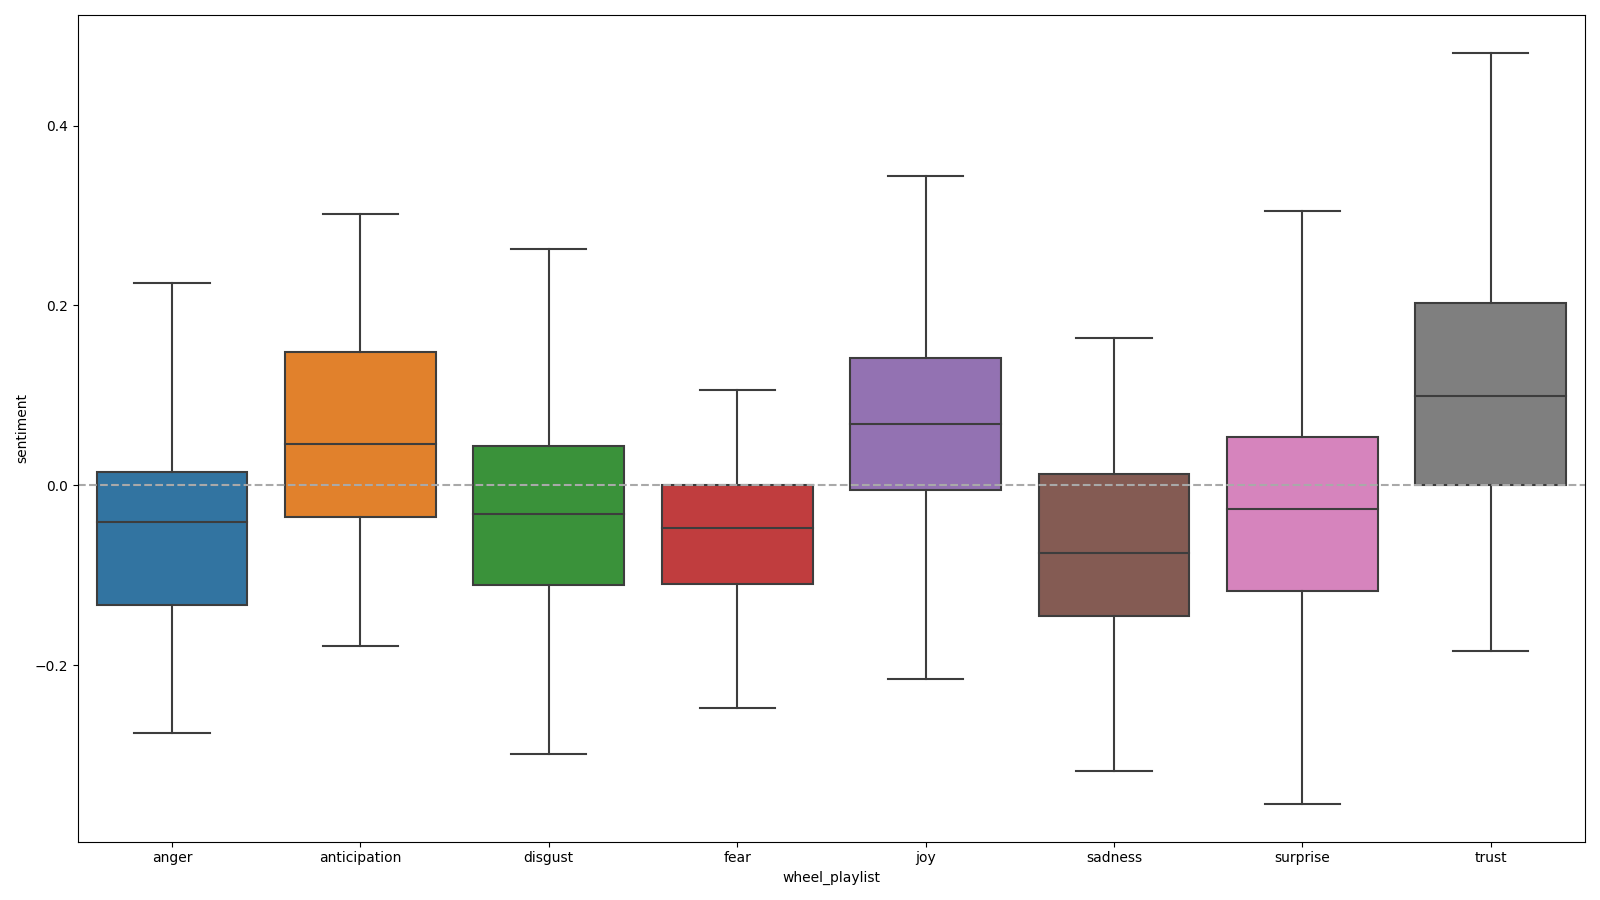 sentiment
0.4
0.2
0.0
−0.2
anger anticipation disgust fear joy sadness surprise trust
wheel_playlist